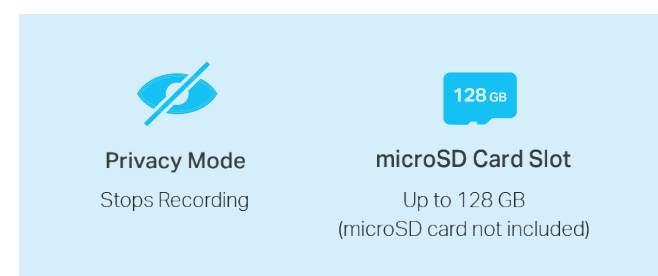 128 GB
Privacy Mode
Stops Recording
microSD Card Slot
Up to 128 GB
(microSD card not included)